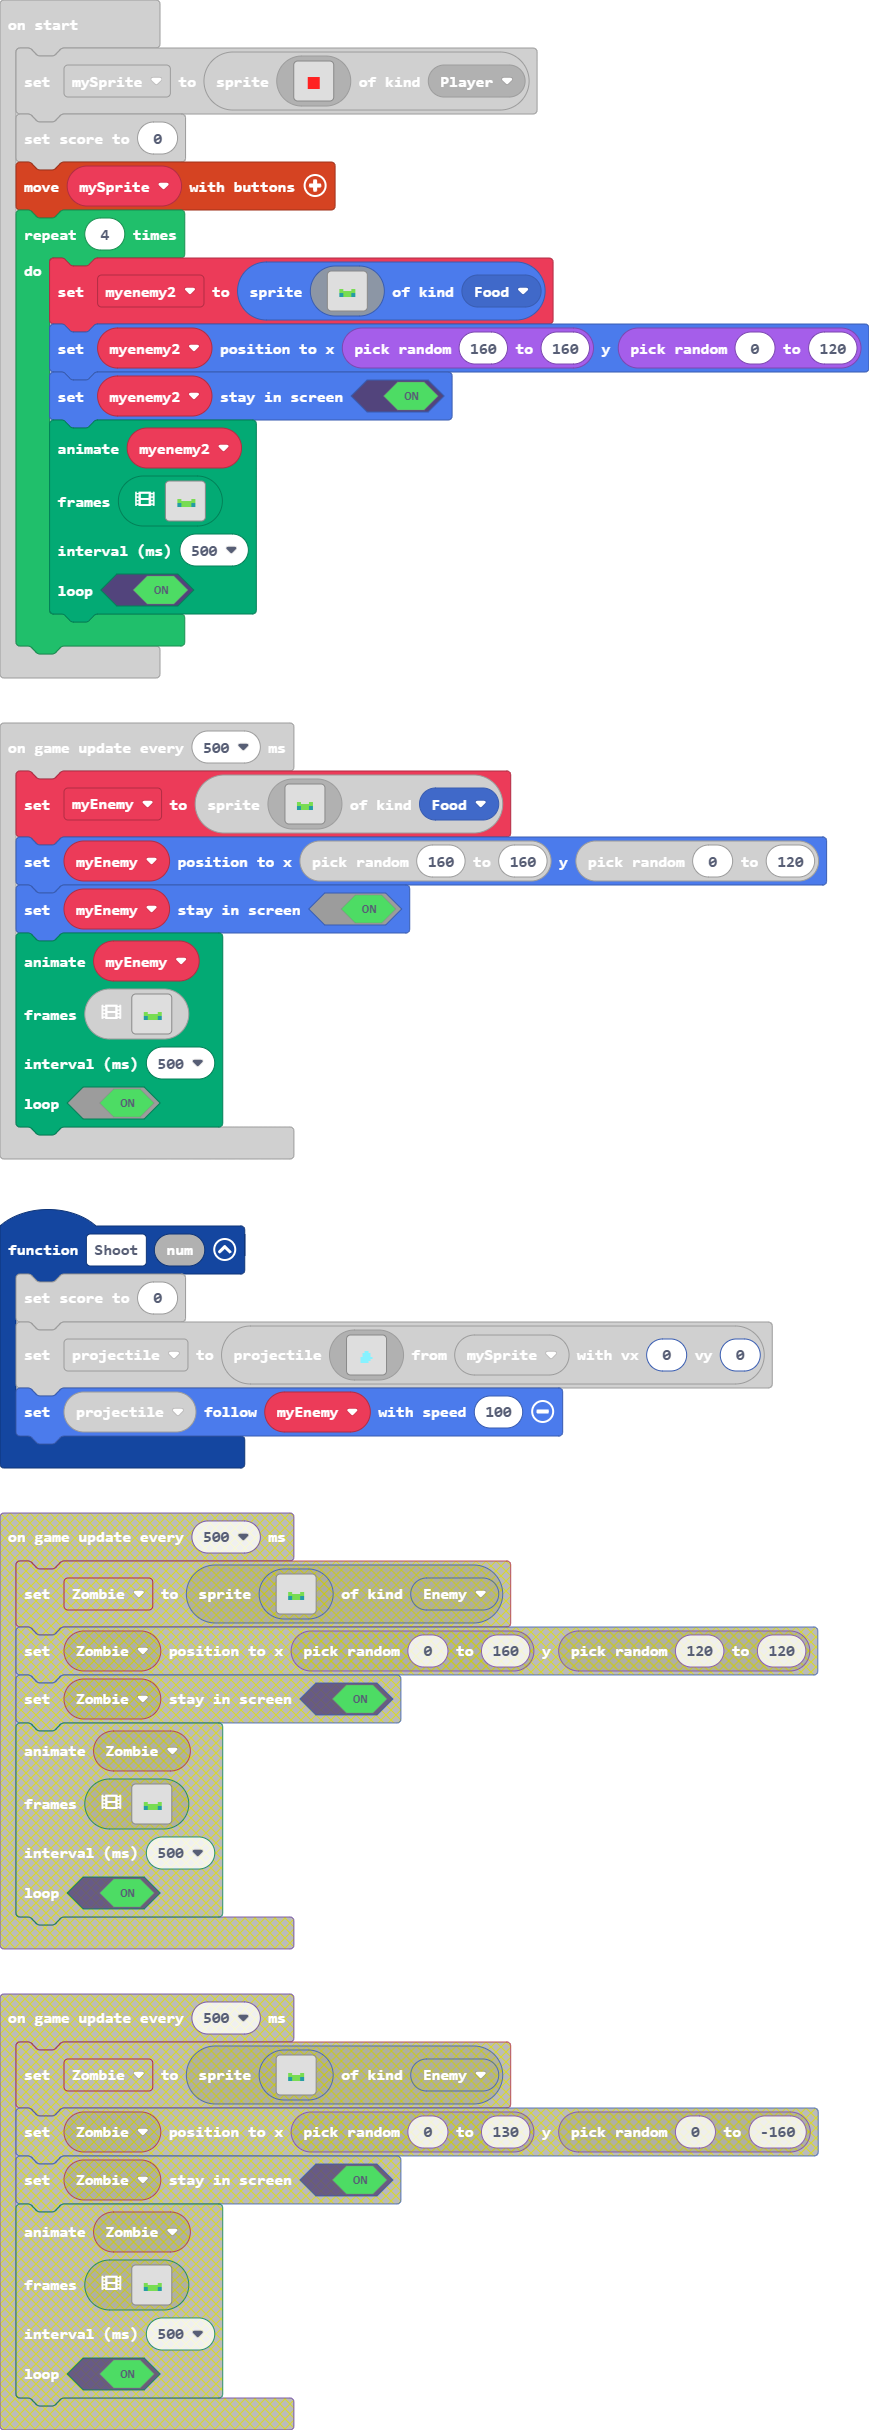 on start
set mySprite to sprite of kind Player
set score to 0
move mySprite with buttons
repeat 4 times
do
set myenemy2 to sprite of kind Food
set myenemy2 position to x pick random 160 to 160 y pick random 0 to 120
set myenemy2 stay in screen ON
animate myenemy2
frames
interval (ms) 500
loop ON
on game update every 500 ms
set myEnemy to sprite of kind Food
set myEnemy position to x pick random 160 to 160 y pick random 0 to 120
set myEnemy stay in screen ON
animate myEnemy
frames
interval (ms) 500
loop ON
function Shoot num
set score to 0
set projectile to projectile from mySprite with vx 0 vy 0
set projectile follow myEnemy with speed 100
on game update every 500 ms
set Zombie to sprite of kind Enemy
set Zombie position to x pick random 0 to 160 y pick random 120 to 120
set Zombie stay in screen ON
animate Zombie
frames
interval (ms) 500
loop ON
on game update every 500 ms
set Zombie to sprite of kind Enemy
set Zombie position to x pick random 0 to 130 y pick random 0 to -160
set Zombie stay in screen ON
animate Zombie
frames
interval (ms) 500
loop ON